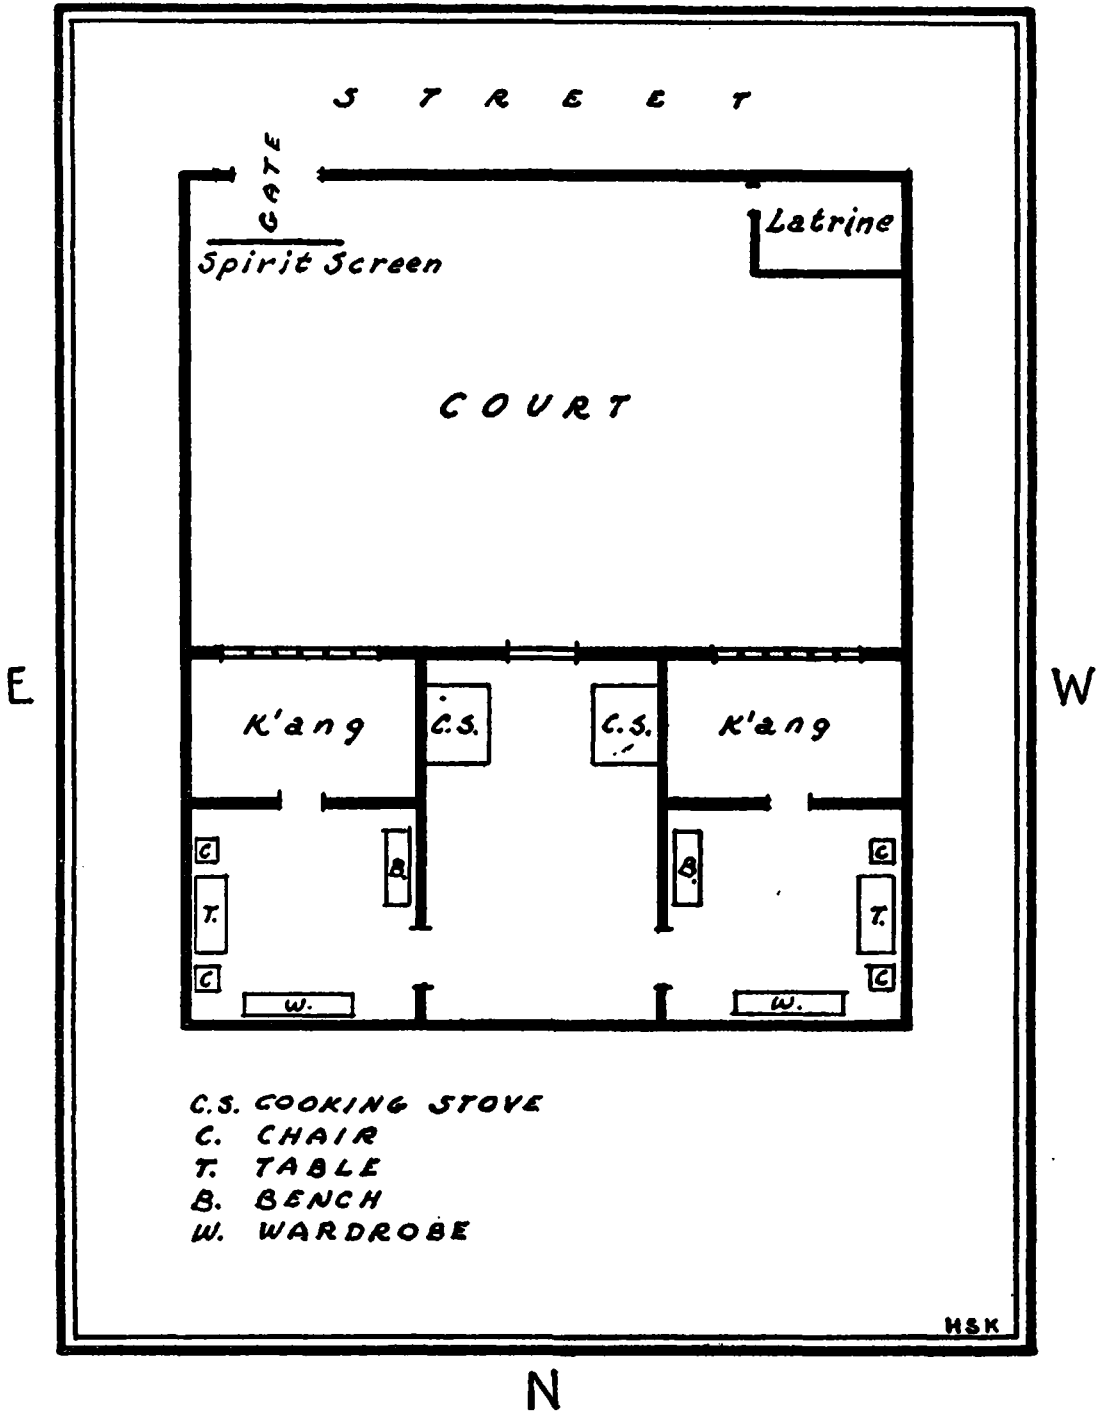 STREET
GATE
Latrine
Spirit Screen
COURT
E
W
K'ang
C.S.
C.S.
K'ang
C
B.
B.
C
T.
T.
C
C
W.
W.
C.S. COOKING STOVE
C. CHAIR
T. TABLE
B. BENCH
W. WARDROBE
HSK
N